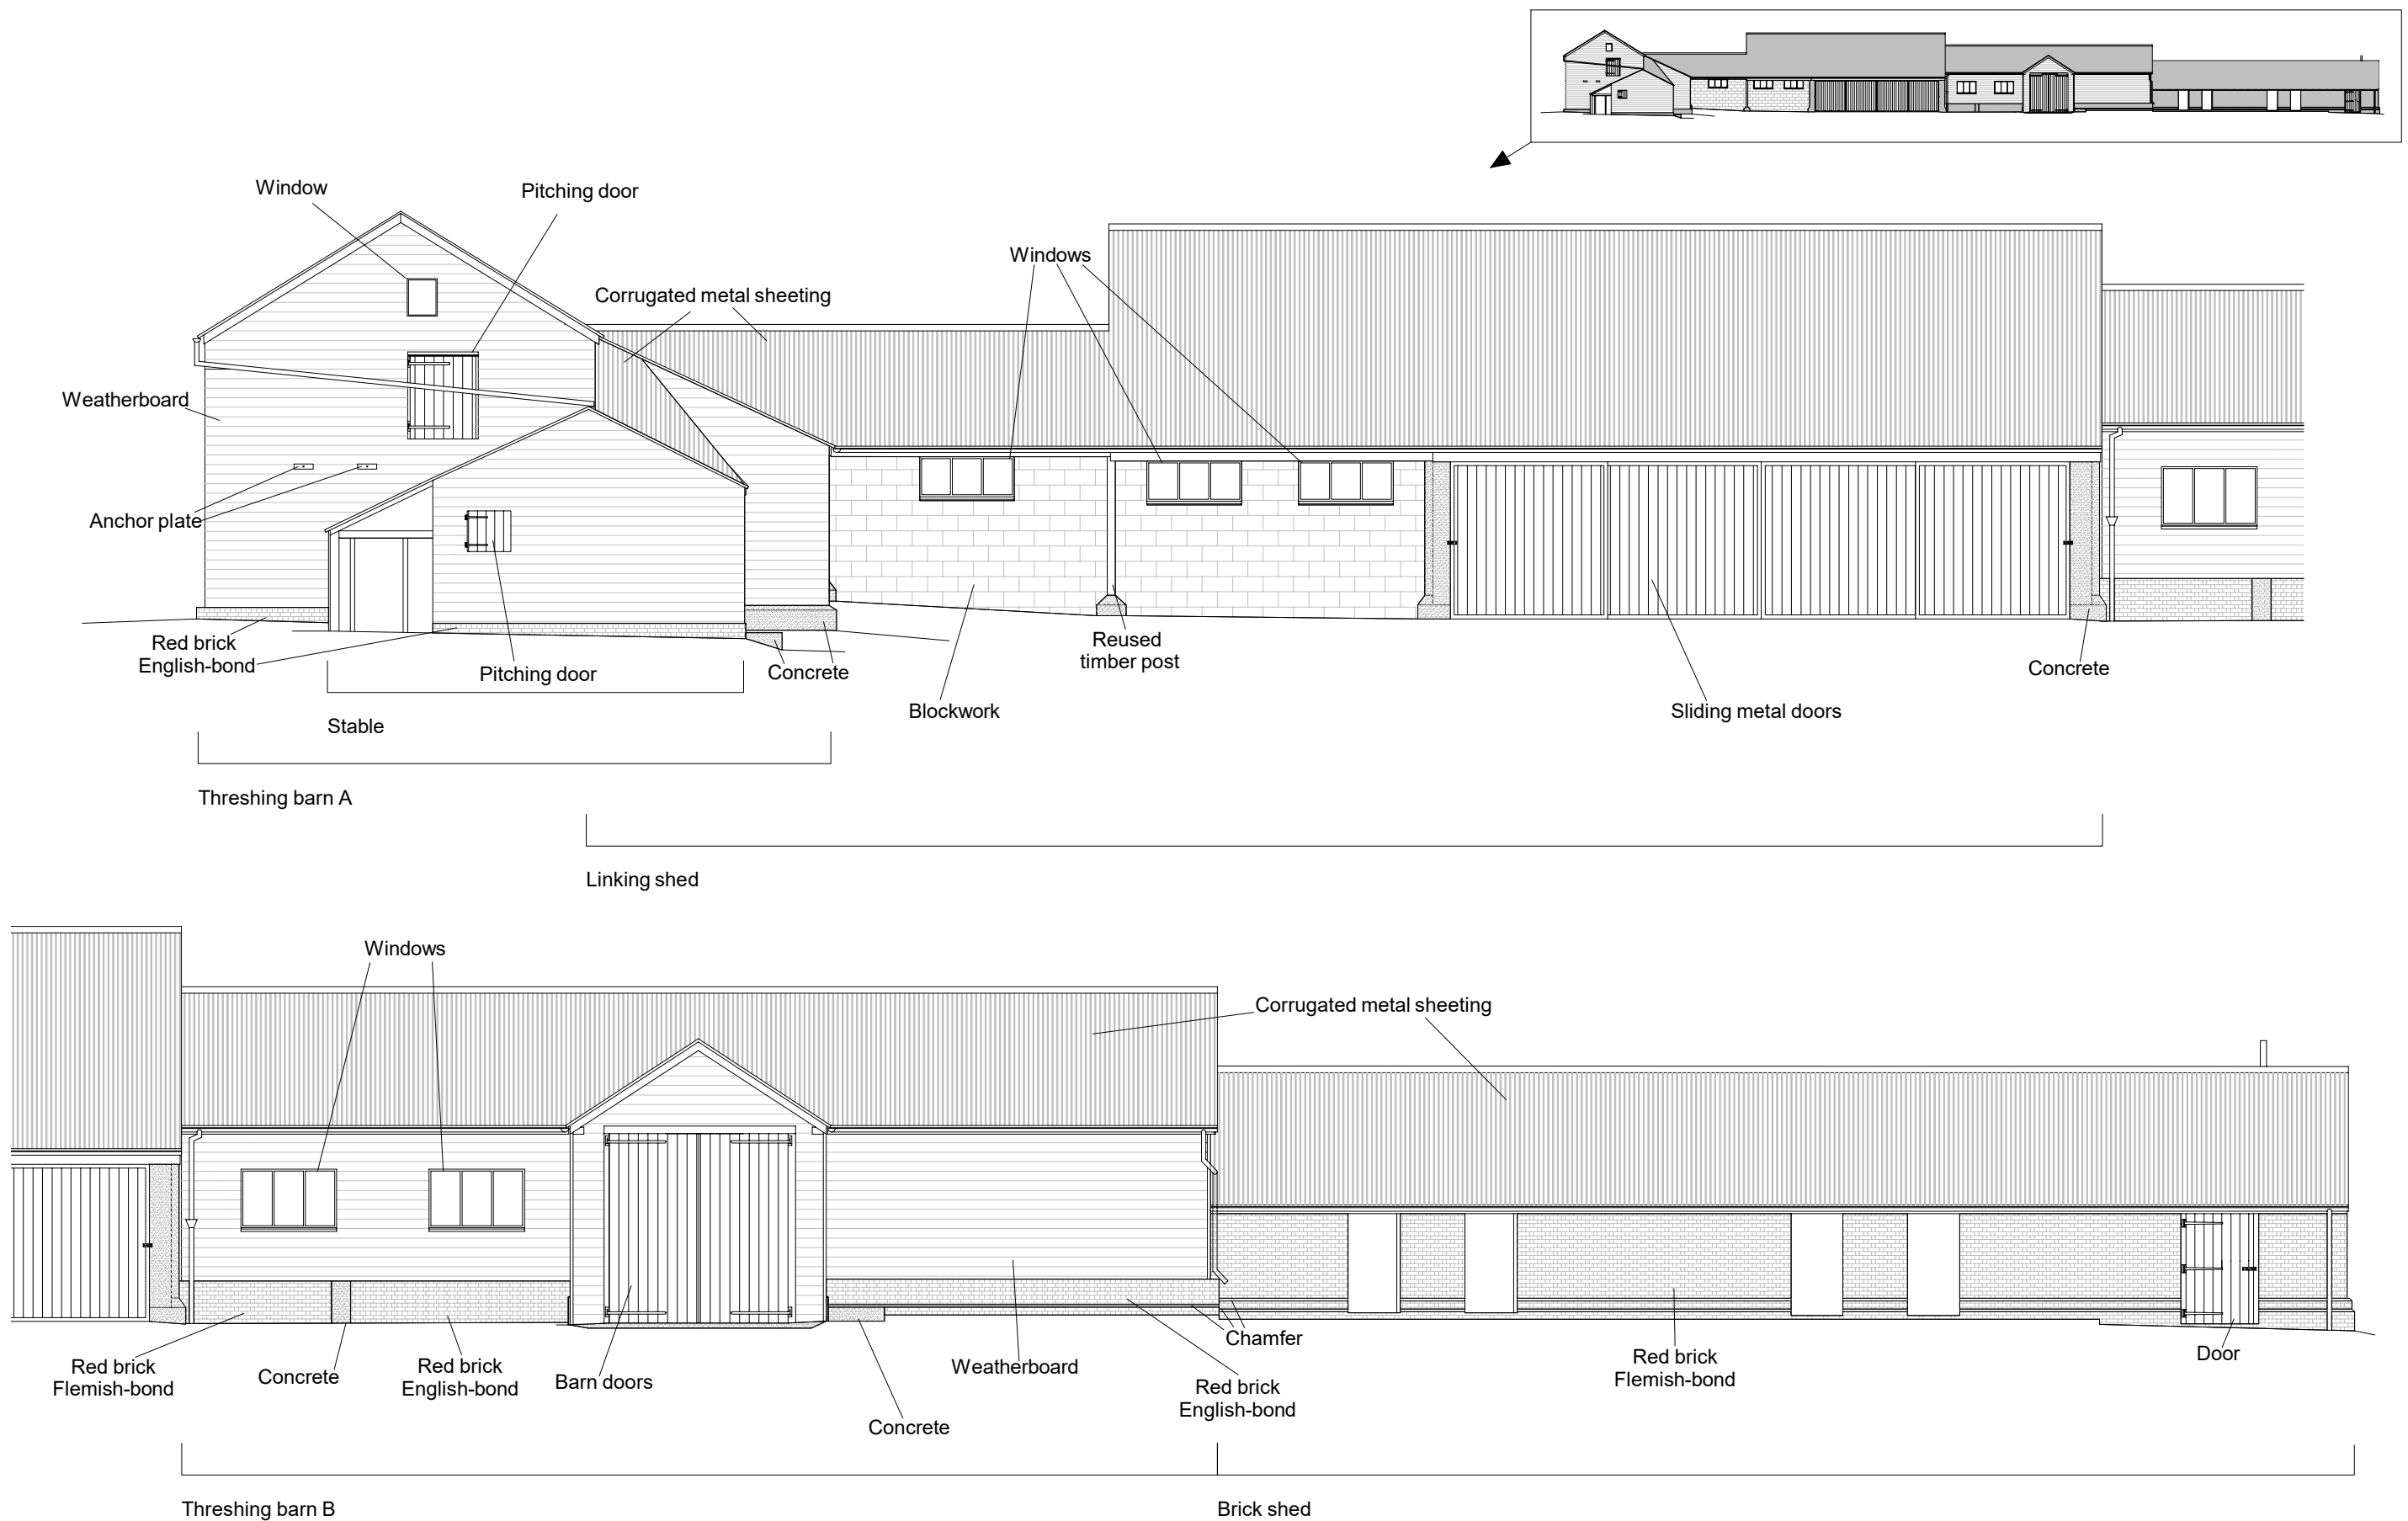 Window
Pitching door
Windows
Corrugated metal sheeting
Weatherboard
Anchor plate
Red brick
English-bond
Pitching door
Concrete
Reused
timber post
Concrete
Blockwork
Sliding metal doors
Stable
Threshing barn A
Linking shed
Windows
Corrugated metal sheeting
Red brick
Flemish-bond
Concrete
Red brick
English-bond
Barn doors
Weatherboard
Concrete
Chamfer
Red brick
English-bond
Red brick
Flemish-bond
Door
Threshing barn B
Brick shed